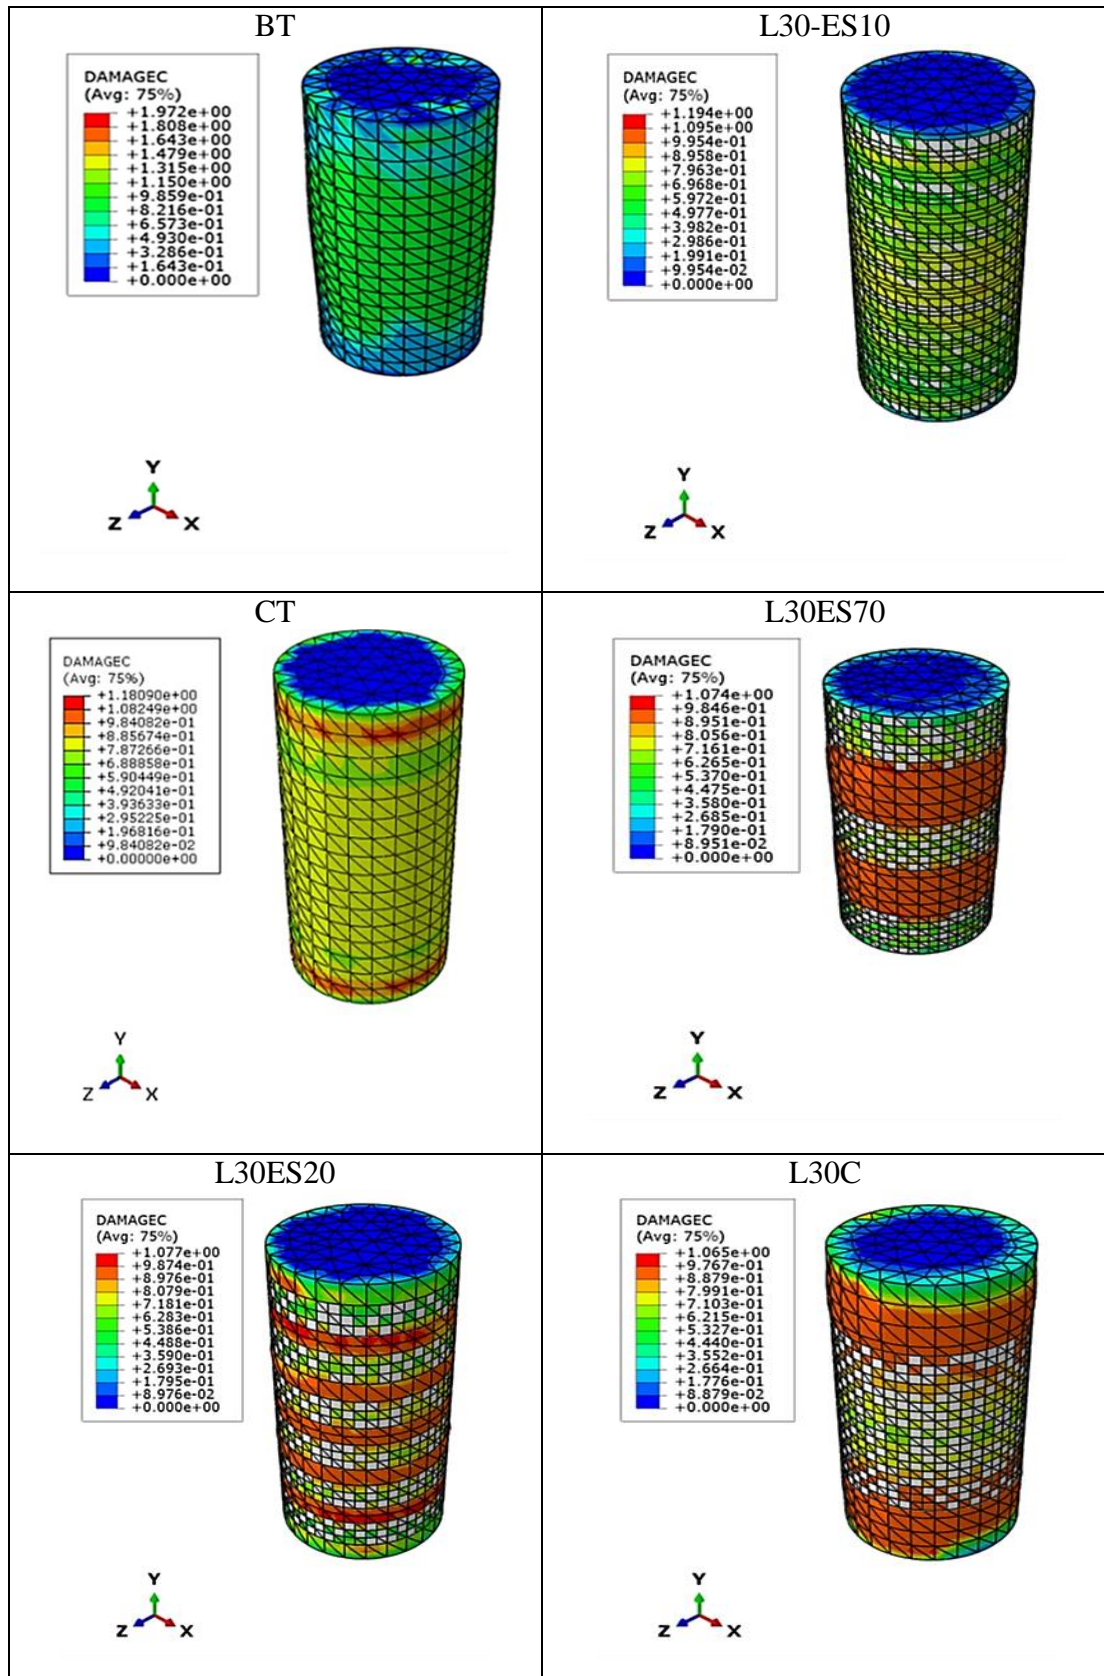 BT
DAMAGEC
(Avg: 75%)
+1.972e+00
+1.808e+00
+1.643e+00
+1.479e+00
+1.315e+00
+1.150e+00
+9.859e-01
+8.216e-01
+6.573e-01
+4.930e-01
+3.286e-01
+1.643e-01
+0.000e+00
Y
Z X
L30-ES10
DAMAGEC
(Avg: 75%)
+1.194e+00
+1.095e+00
+9.954e-01
+8.958e-01
+7.963e-01
+6.968e-01
+5.972e-01
+4.977e-01
+3.982e-01
+2.986e-01
+1.991e-01
+9.954e-02
+0.000e+00
Y
Z X
CT
DAMAGEC
(Avg: 75%)
+1.18090e+00
+1.08249e+00
+9.84082e-01
+8.85674e-01
+7.87266e-01
+6.88858e-01
+5.90449e-01
+4.92041e-01
+3.93633e-01
+2.95225e-01
+1.96816e-01
+9.84082e-02
+0.00000e+00
Y
Z X
L30ES70
DAMAGEC
(Avg: 75%)
+1.074e+00
+9.846e-01
+8.951e-01
+8.056e-01
+7.161e-01
+6.265e-01
+5.370e-01
+4.475e-01
+3.580e-01
+2.685e-01
+1.790e-01
+8.951e-02
+0.000e+00
Y
Z X
L30ES20
DAMAGEC
(Avg: 75%)
+1.077e+00
+9.874e-01
+8.976e-01
+8.079e-01
+7.181e-01
+6.283e-01
+5.386e-01
+4.488e-01
+3.590e-01
+2.693e-01
+1.795e-01
+8.976e-02
+0.000e+00
Y
Z X
L30C
DAMAGEC
(Avg: 75%)
+1.065e+00
+9.767e-01
+8.879e-01
+7.991e-01
+7.103e-01
+6.215e-01
+5.327e-01
+4.440e-01
+3.552e-01
+2.664e-01
+1.776e-01
+8.879e-02
+0.000e+00
Y
Z X